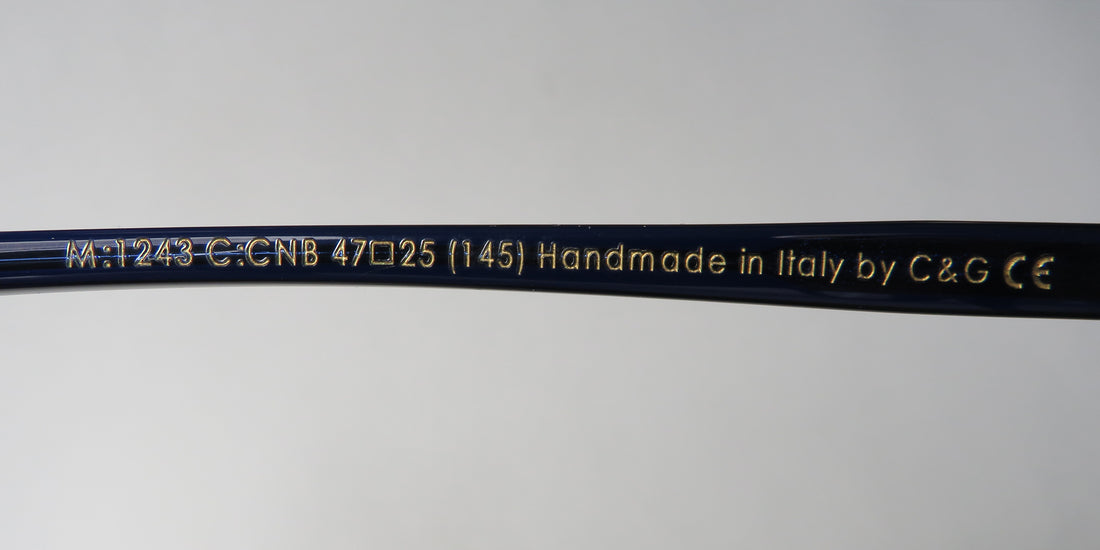 M:1243 C:CNB 47□25 (145) Handmade in Italy by C&G CE